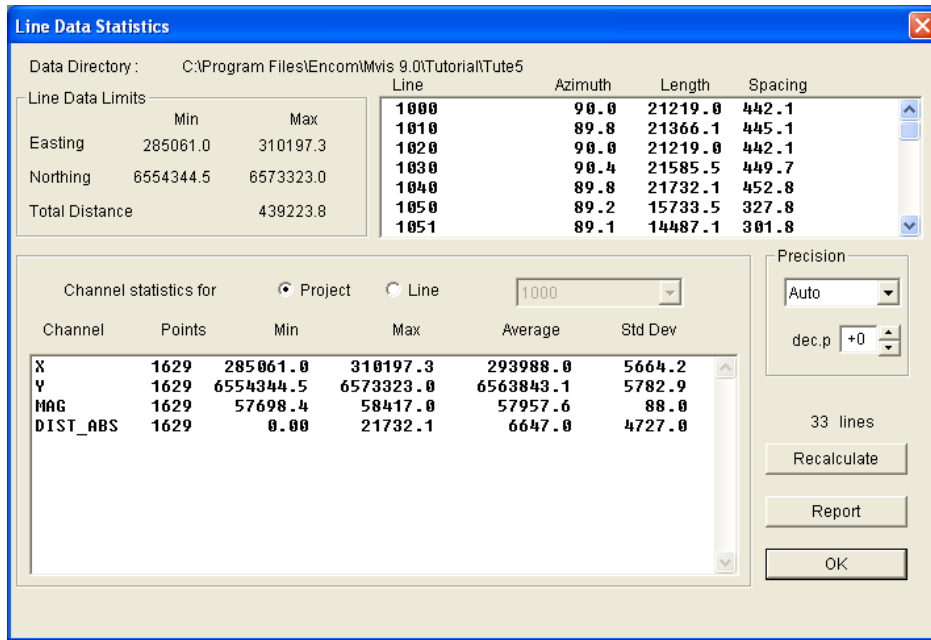 Line Data Statistics
Data Directory : C:\Program Files\Encom\Mvis 9.0\Tutorial\Tute5
Line Data Limits
Min Max
Easting 285061.0 310197.3
Northing 6554344.5 6573323.0
Total Distance 439223.8
Line Azimuth Length Spacing
1000 90.0 21219.0 442.1
1010 89.8 21366.1 445.1
1020 90.0 21219.0 442.1
1030 90.4 21585.5 449.7
1040 89.8 21732.1 452.8
1050 89.2 15733.5 327.8
1051 89.1 14487.1 301.8
Channel statistics for Project Line 1000
Channel Points Min Max Average Std Dev
X 1629 285061.0 310197.3 293988.0 5664.2
Y 1629 6554344.5 6573323.0 6563843.1 5782.9
MAG 1629 57698.4 58417.0 57957.6 88.0
DIST_ABS 1629 0.00 21732.1 6647.0 4727.0
Precision
Auto
dec.p +0
33 lines
Recalculate
Report
OK